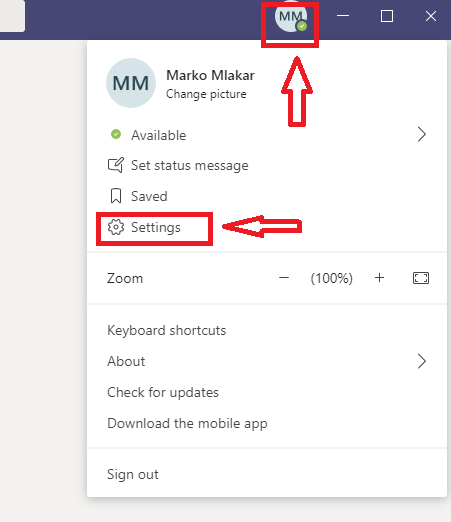 MM
MM
Marko Mlakar
Change picture
Available
Set status message
Saved
Settings
Zoom − (100%) +
Keyboard shortcuts
About
Check for updates
Download the mobile app
Sign out